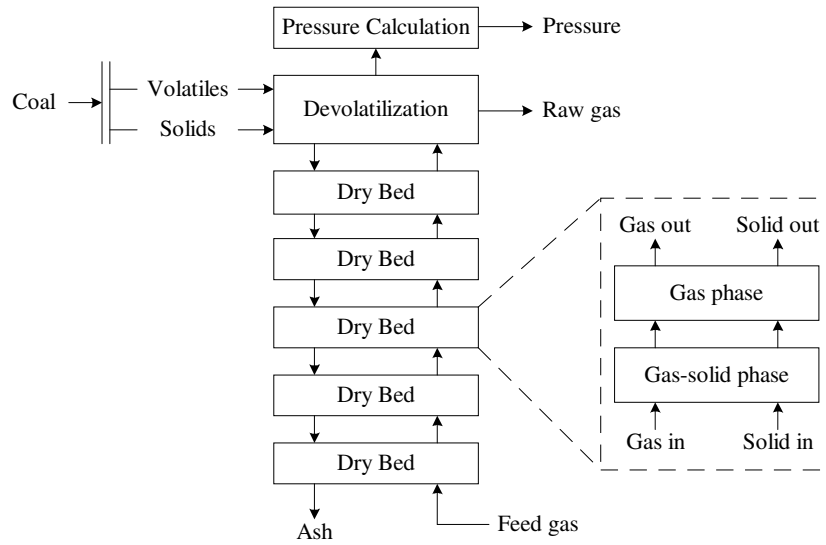 Pressure Calculation
Pressure
Coal
Volatiles
Solids
Devolatilization
Raw gas
Dry Bed
Dry Bed
Dry Bed
Dry Bed
Dry Bed
Ash
Feed gas
Gas out
Solid out
Gas phase
Gas-solid phase
Gas in
Solid in